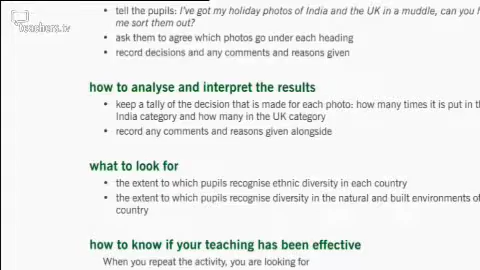 teachers.tv
• tell the pupils: I've got my holiday photos of India and the UK in a muddle, can you h
me sort them out?
• ask them to agree which photos go under each heading
• record decisions and any comments and reasons given
how to analyse and interpret the results
• keep a tally of the decision that is made for each photo: how many times it is put in th
India category and how many in the UK category
• record any comments and reasons given alongside
what to look for
• the extent to which pupils recognise ethnic diversity in each country
• the extent to which pupils recognise diversity in the natural and built environments of
country
how to know if your teaching has been effective
When you repeat the activity, you are looking for